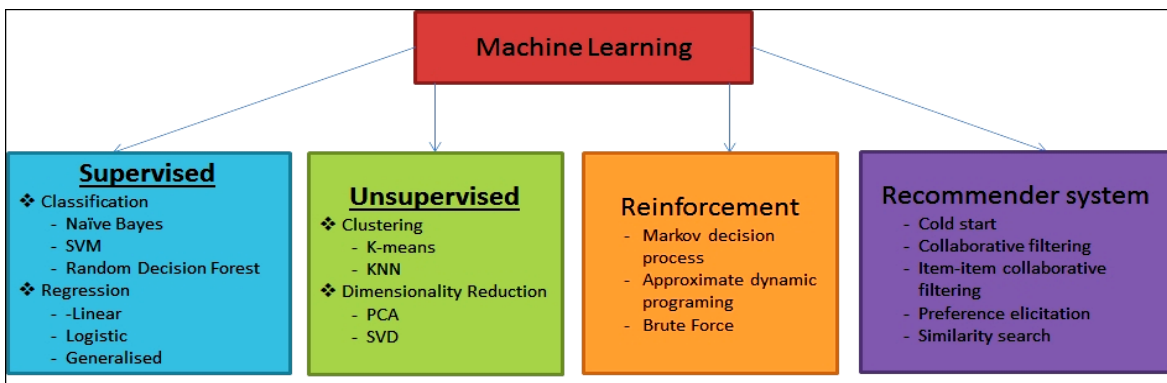 Machine Learning
Supervised
❖ Classification
- Naïve Bayes
- SVM
- Random Decision Forest
❖ Regression
- -Linear
- Logistic
- Generalised
Unsupervised
❖ Clustering
- K-means
- KNN
❖ Dimensionality Reduction
- PCA
- SVD
Reinforcement
- Markov decision
process
- Approximate dynamic
programing
- Brute Force
Recommender system
- Cold start
- Collaborative filtering
- Item-item collaborative
filtering
- Preference elicitation
- Similarity search